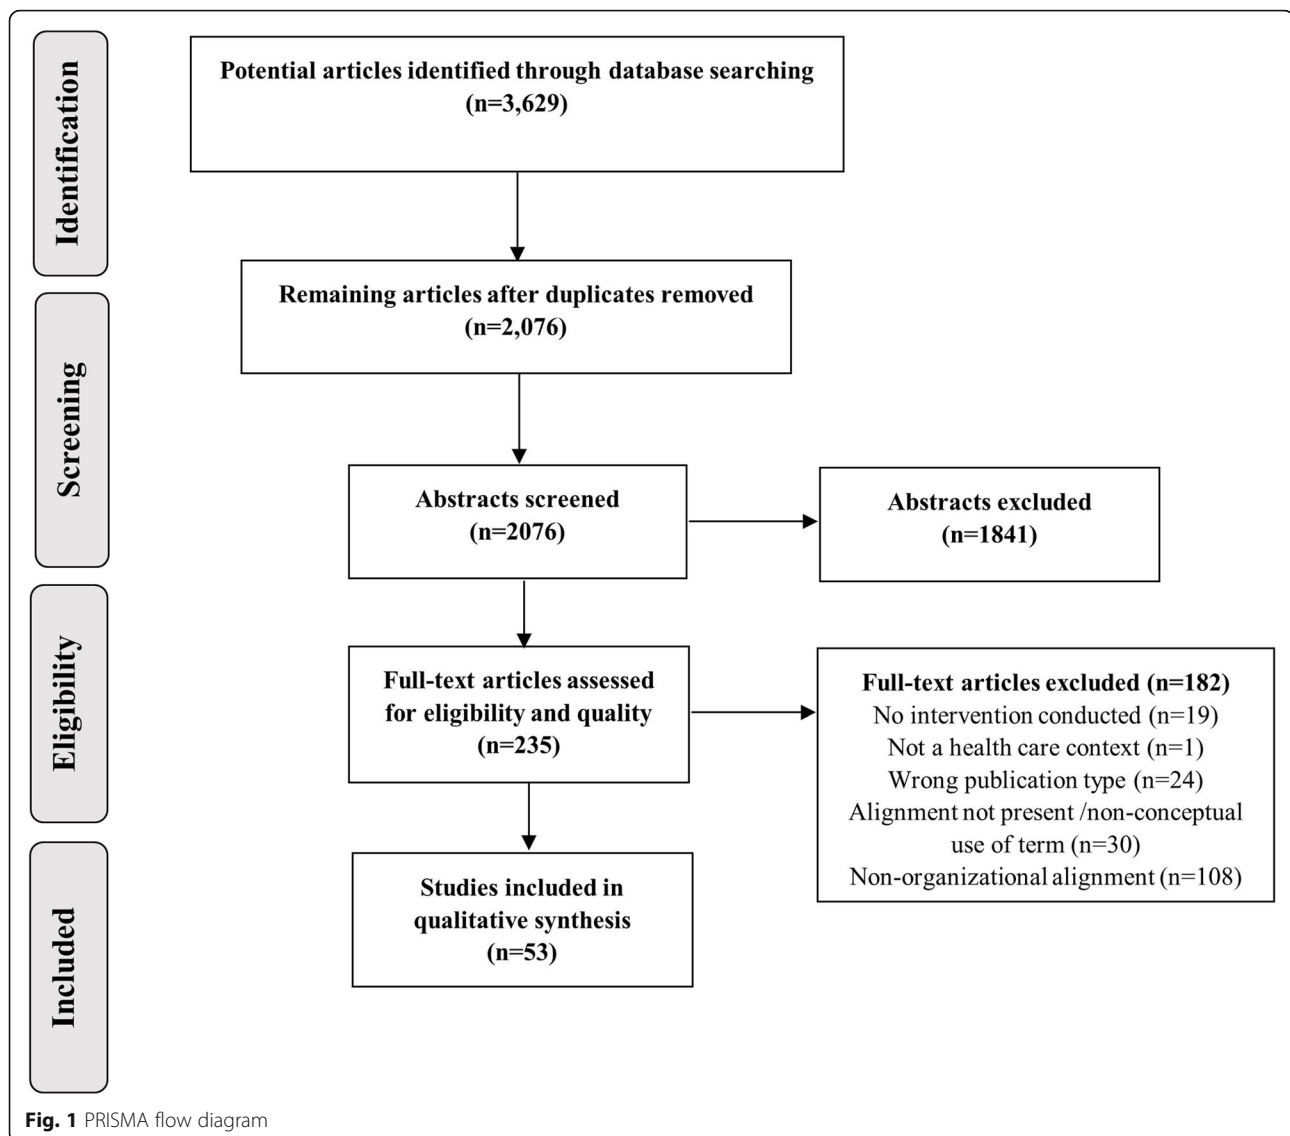 Identification
Potential articles identified through database searching
(n=3,629)
Remaining articles after duplicates removed
(n=2,076)
Screening
Abstracts screened
(n=2076)
Abstracts excluded
(n=1841)
Eligibility
Full-text articles assessed
for eligibility and quality
(n=235)
Full-text articles excluded (n=182)
No intervention conducted (n=19)
Not a health care context (n=1)
Wrong publication type (n=24)
Alignment not present /non-conceptual
use of term (n=30)
Non-organizational alignment (n=108)
Included
Studies included in
qualitative synthesis
(n=53)
Fig. 1 PRISMA flow diagram